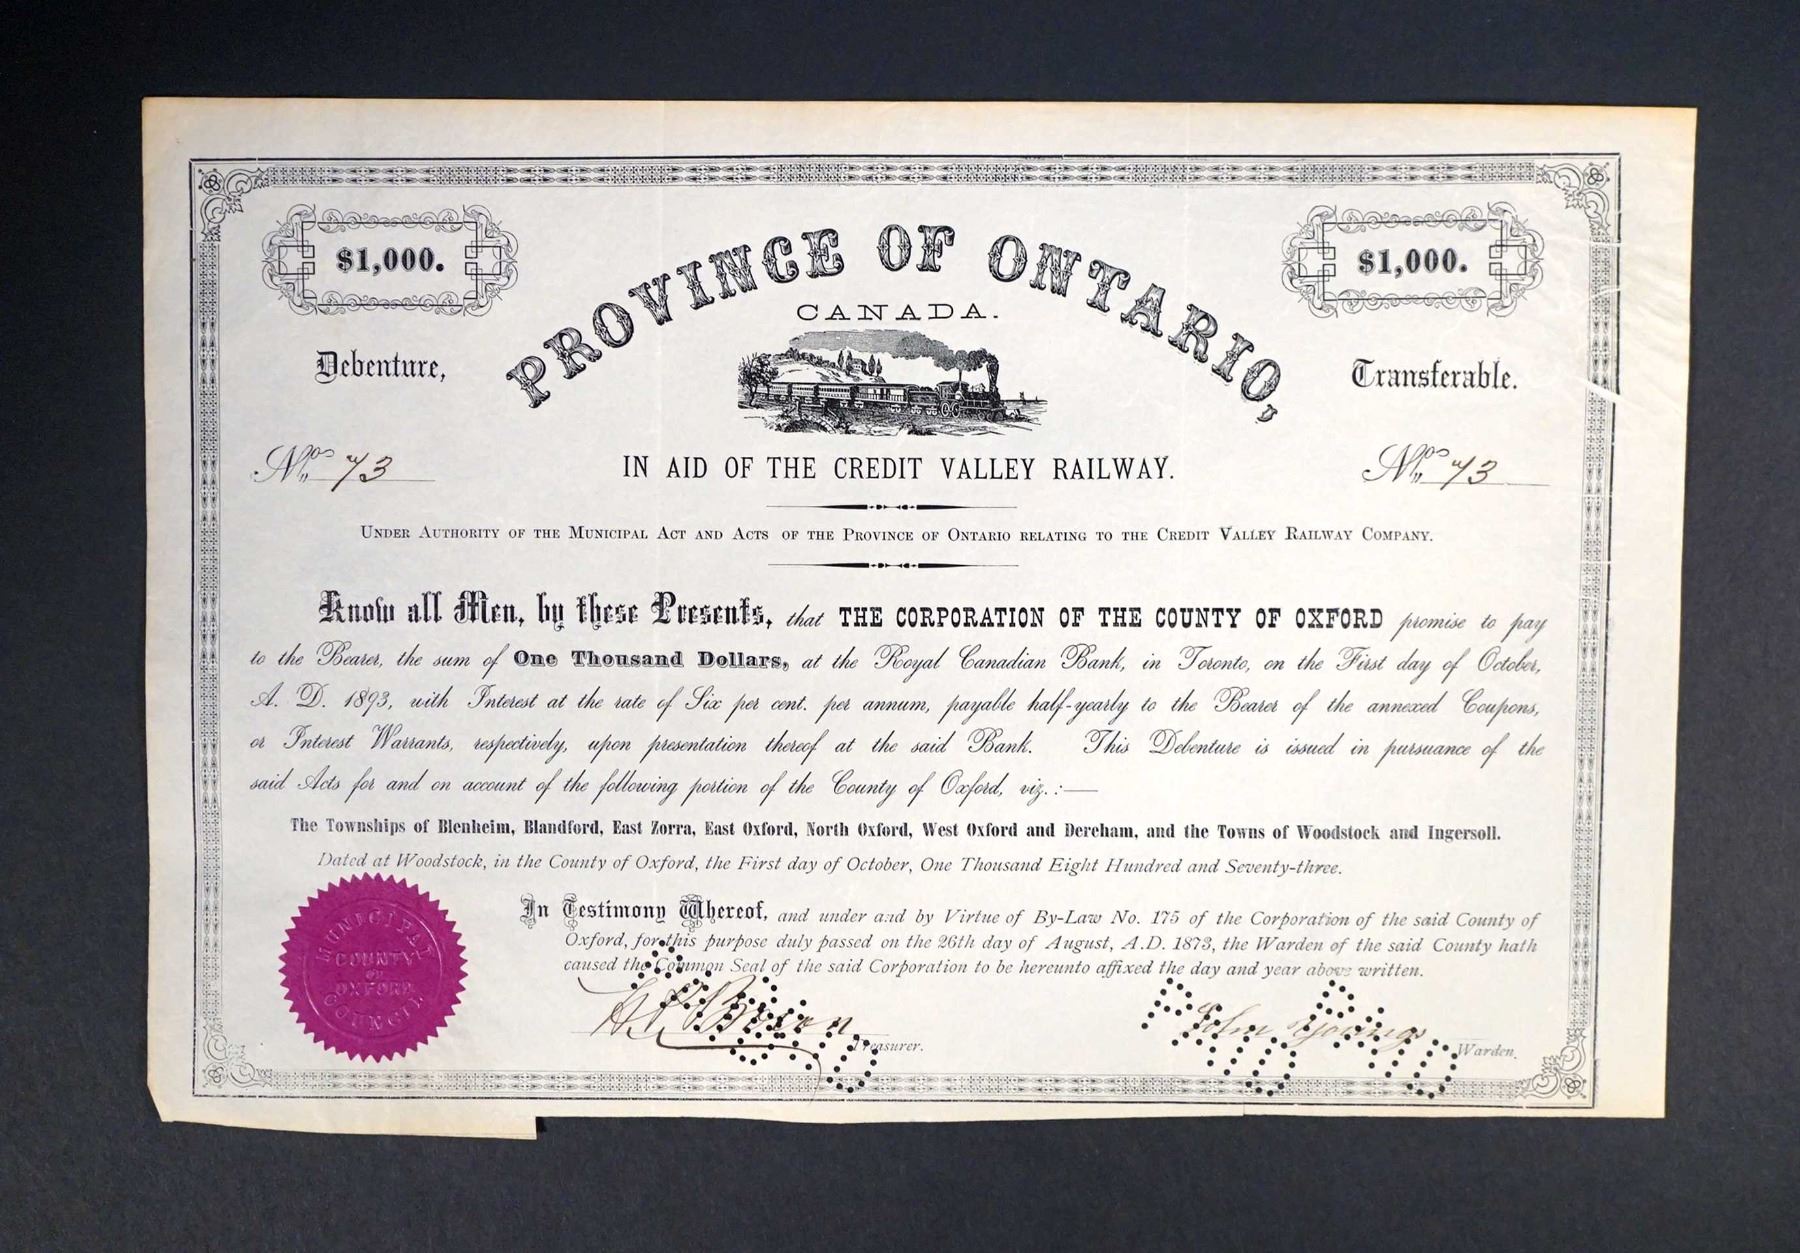 $1,000.
$1,000.
PROVINCE OF ONTARIO,
CANADA.
Debenture,
Transferable.
Nos 73
Nos 73
IN AID OF THE CREDIT VALLEY RAILWAY.
UNDER AUTHORITY OF THE MUNICIPAL ACT AND ACTS OF THE PROVINCE OF ONTARIO RELATING TO THE CREDIT VALLEY RAILWAY COMPANY.
Know all Men, by these Presents, that THE CORPORATION OF THE COUNTY OF OXFORD promise to pay
to the Bearer, the sum of One Thousand Dollars, at the Royal Canadian Bank, in Toronto, on the First day of October,
A. D. 1893, with Interest at the rate of Six per cent. per annum, payable half-yearly to the Bearer of the annexed Coupons,
or Interest Warrants, respectively, upon presentation thereof at the said Bank. This Debenture is issued in pursuance of the
said Acts for and on account of the following portion of the County of Oxford, viz.:—
The Townships of Blenheim, Blandford, East Zorra, East Oxford, North Oxford, West Oxford and Dereham, and the Towns of Woodstock and Ingersoll.
Dated at Woodstock, in the County of Oxford, the First day of October, One Thousand Eight Hundred and Seventy-three.
In Testimony Whereof, and under and by Virtue of By-Law No. 175 of the Corporation of the said County of
Oxford, for this purpose duly passed on the 26th day of August, A.D. 1873, the Warden of the said County hath
caused the Common Seal of the said Corporation to be hereunto affixed the day and year above written.
MUNICIPAL
COUNTY
OF
OXFORD
COUNCIL
Treasurer.
John Youngs
Warden.
PAID
PAID